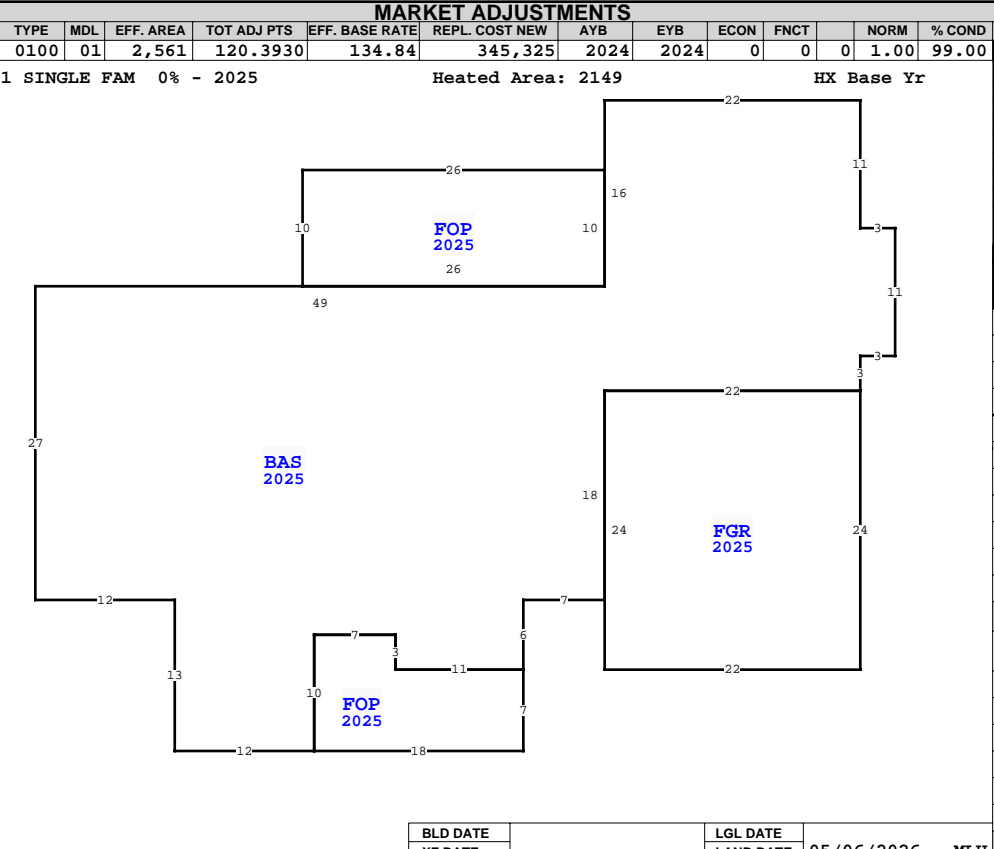 MARKET ADJUSTMENTS
TYPE MDL EFF. AREA TOT ADJ PTS EFF. BASE RATE REPL. COST NEW AYB EYB ECON FNCT NORM % COND
0100 01 2,561 120.3930 134.84 345,325 2024 2024 0 0 0 1.00 99.00
1 SINGLE FAM 0% - 2025 Heated Area: 2149 HX Base Yr
22
11
26
16
10 FOP 10 3
2025
26
49
11
3
3
22
27
BAS
2025
18
24 FGR 24
2025
12 7
7 6
3
11 22
13
10 FOP 7
2025
12 18
BLD DATE LGL DATE